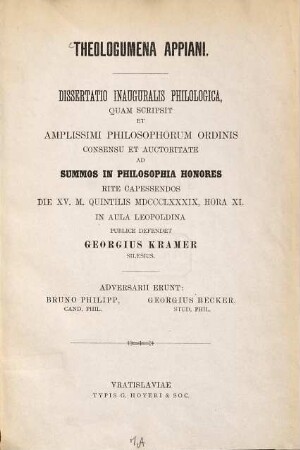 THEOLOGUMENA APPIANI.
DISSERTATIO INAUGURALIS PHILOLOGICA,
QUAM SCRIPSIT
ET
AMPLISSIMI PHILOSOPHORUM ORDINIS
CONSENSU ET AUCTORITATE
AD
SUMMOS IN PHILOSOPHIA HONORES
RITE CAPESSENDOS
DIE XV. M. QUINTILIS MDCCCLXXXIX, HORA XI.
IN AULA LEOPOLDINA
PUBLICE DEFENDET
GEORGIUS KRAMER
SILESIUS.
ADVERSARII ERUNT:
BRUNO PHILIPP, GEORGIUS BECKER.
CAND. PHIL. STUD. PHIL.
VRATISLAVIAE
TYPIS G. HOYERI & SOC.